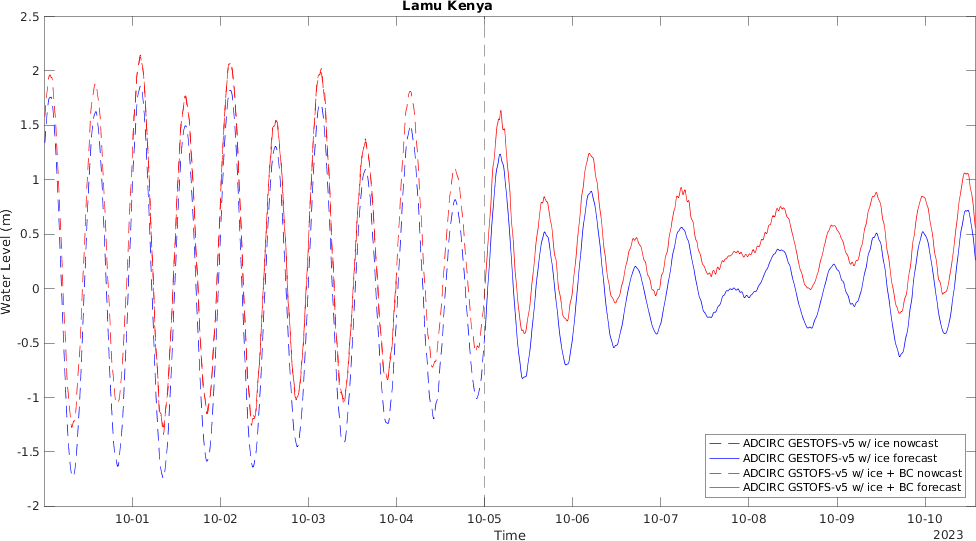 Lamu Kenya
Water Level (m)
2.5
2
1.5
1
0.5
0
-0.5
-1
-1.5
-2
ADCIRC GESTOFS-v5 w/ ice nowcast
ADCIRC GESTOFS-v5 w/ ice forecast
ADCIRC GSTOFS-v5 w/ ice + BC nowcast
ADCIRC GSTOFS-v5 w/ ice + BC forecast
10-01 10-02 10-03 10-04 10-05 10-06 10-07 10-08 10-09 10-10
Time
2023